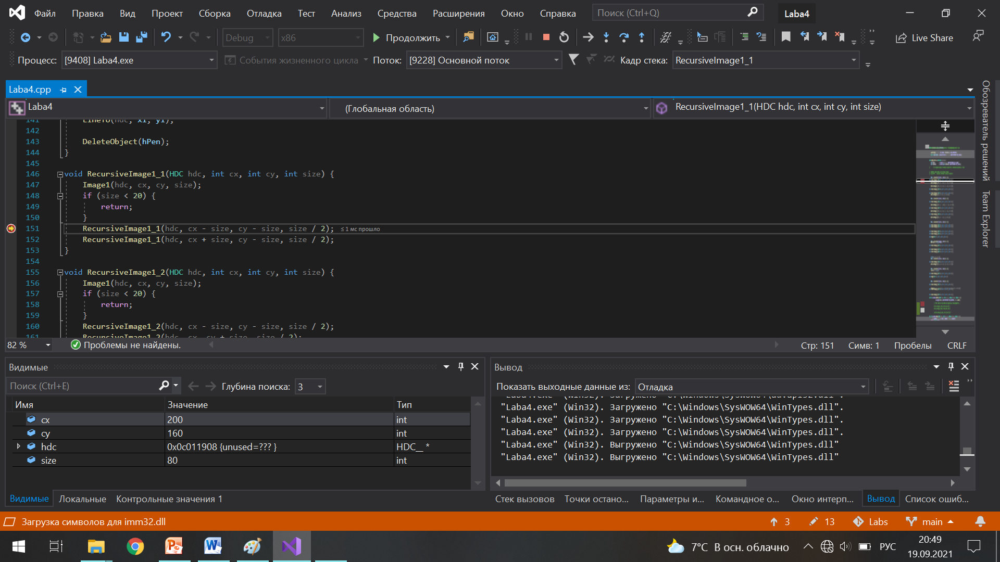 Файл Правка Вид Проект Сборка Отладка Тест Анализ Средства Расширения Окно Справка Поиск (Ctrl+Q) Laba4
Debug x86 Продолжить Live Share
Процесс: [9408] Laba4.exe События жизненного цикла Поток: [9228] Основной поток Кадр стека: RecursiveImage1_1
Laba4.cpp
Laba4 (Глобальная область) RecursiveImage1_1(HDC hdc, int cx, int cy, int size)
141 LineTo(hdc, x1, y1);
142
143 DeleteObject(hPen);
144 }
145
146 void RecursiveImage1_1(HDC hdc, int cx, int cy, int size) {
147 Image1(hdc, cx, cy, size);
148 if (size < 20) {
149 return;
150 }
151 RecursiveImage1_1(hdc, cx - size, cy - size, size / 2); ≤ 1 мс прошло
152 RecursiveImage1_1(hdc, cx + size, cy - size, size / 2);
153 }
154
155 void RecursiveImage1_2(HDC hdc, int cx, int cy, int size) {
156 Image1(hdc, cx, cy, size);
157 if (size < 20) {
158 return;
159 }
160 RecursiveImage1_2(hdc, cx - size, cy - size, size / 2);
161 RecursiveImage1_2(hdc, cx, cy + size, size / 2);
82 % Проблемы не найдены. Стр: 151 Симв: 1 Пробелы CRLF
Обозреватель решений
Team Explorer
Видимые
Поиск (Ctrl+E) Глубина поиска: 3
Имя Значение Тип
cx 200 int
cy 160 int
hdc 0x0c011908 {unused=??? } HDC__ *
size 80 int
Видимые Локальные Контрольные значения 1
Вывод
Показать выходные данные из: Отладка
"Laba4.exe" (Win32). Загружено
"Laba4.exe" (Win32). Загружено "C:\Windows\SysWOW64\WinTypes.dll".
"Laba4.exe" (Win32). Загружено "C:\Windows\SysWOW64\WinTypes.dll".
"Laba4.exe" (Win32). Загружено "C:\Windows\SysWOW64\WinTypes.dll".
"Laba4.exe" (Win32). Выгружено "C:\Windows\SysWOW64\WinTypes.dll"
"Laba4.exe" (Win32). Выгружено "C:\Windows\SysWOW64\WinTypes.dll"
Стек вызовов Точки остано... Параметры и... Командное о... Окно интерп... Вывод Список ошиб...
Загрузка символов для imm32.dll 3 13 Labs main
7°C В осн. облачно РУС 20:49
19.09.2021